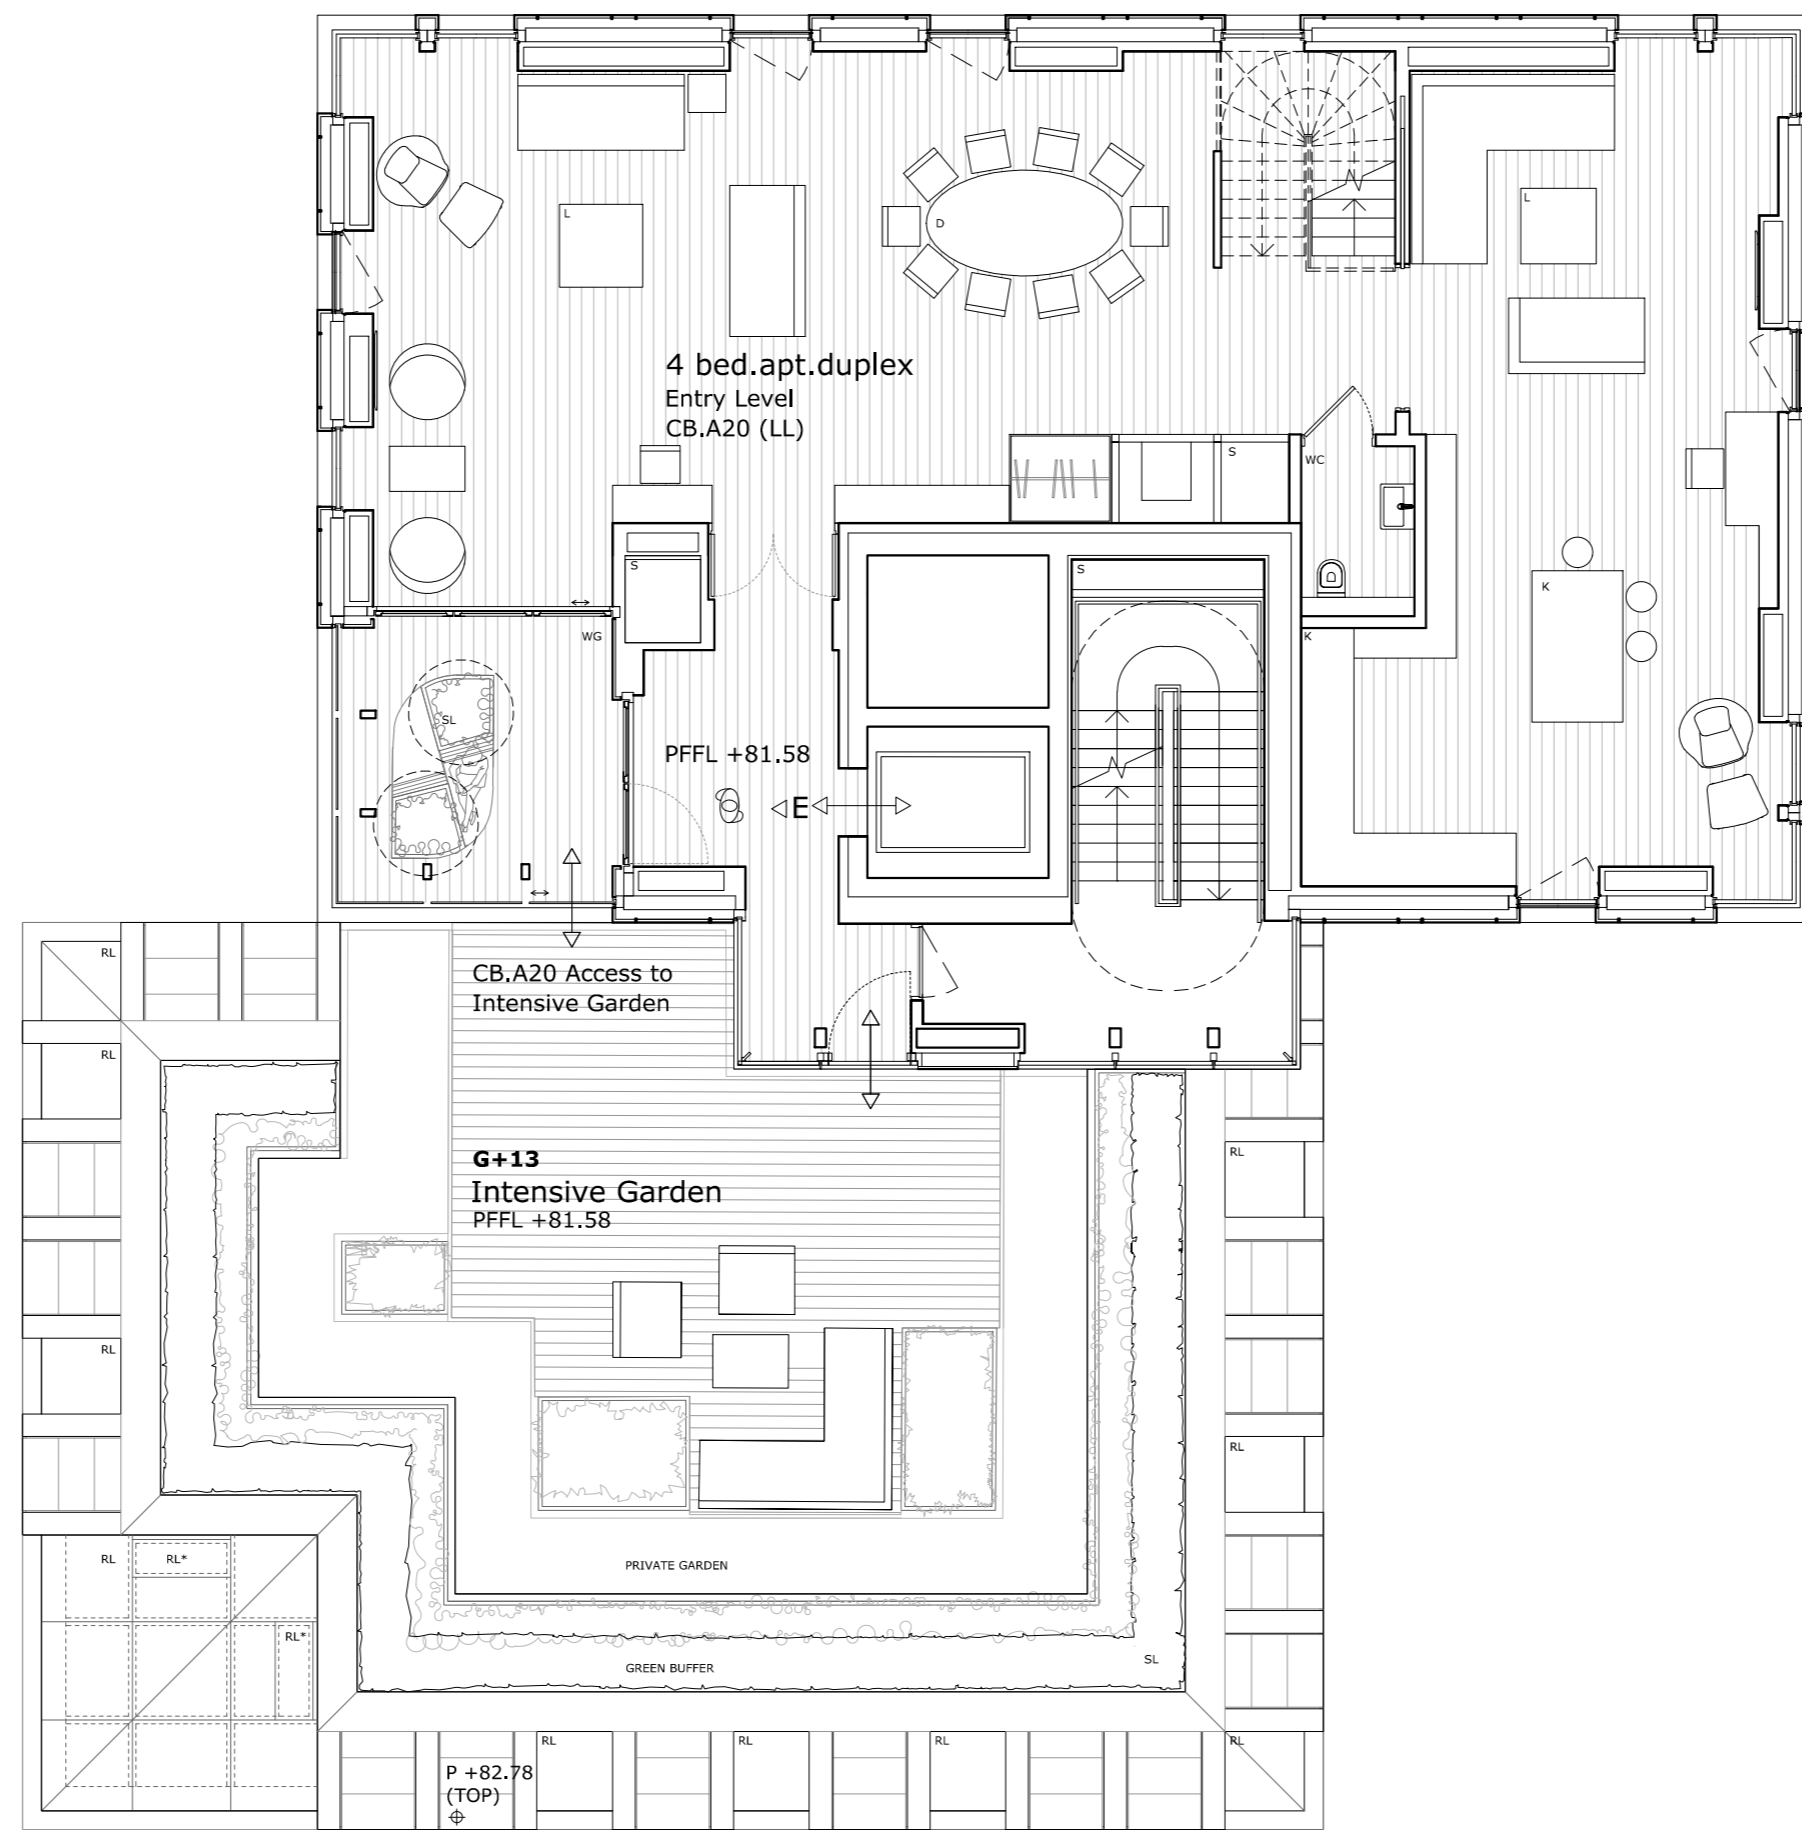 L
D
L
4 bed.apt.duplex
Entry Level
CB.A20 (LL)
S
WC
S
S
K
WG
K
SL
PFFL +81.58
E
RL
CB.A20 Access to
Intensive Garden
RL
G+13
Intensive Garden
PFFL +81.58
RL
RL
RL
PRIVATE GARDEN
RL
RL*
RL*
GREEN BUFFER
SL
RL
RL
RL
RL
P +82.78
(TOP)